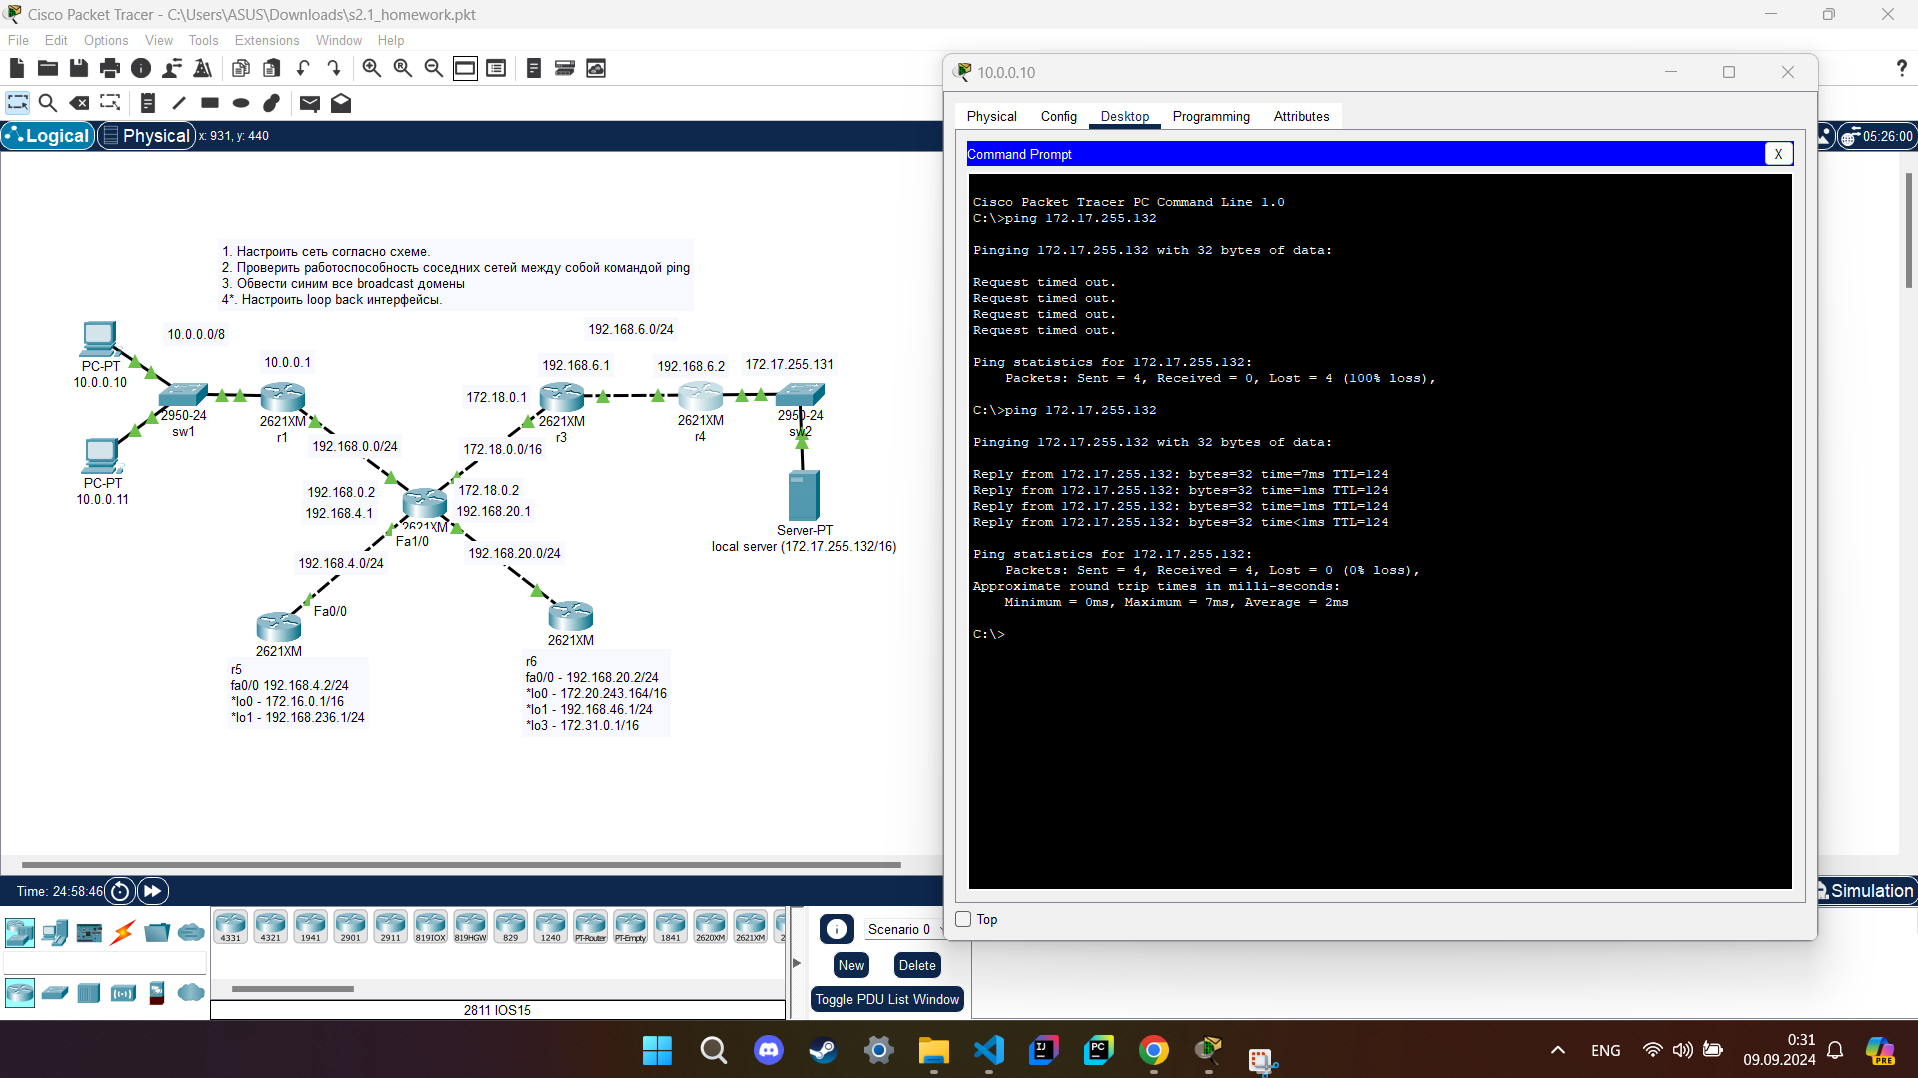 Cisco Packet Tracer - C:\Users\ASUS\Downloads\s2.1_homework.pkt
File Edit Options View Tools Extensions Window Help
?
Logical Physical x: 931, y: 440
05:26:00
1. Настроить сеть согласно схеме.
2. Проверить работоспособность соседних сетей между собой командой ping
3. Обвести синим все broadcast домены
4*. Настроить loop back интерфейсы.
10.0.0.0/8
192.168.6.0/24
PC-PT
10.0.0.10
10.0.0.1
192.168.6.1
192.168.6.2
172.17.255.131
2950-24
sw1
2621XM
r1
172.18.0.1
2621XM
r3
2621XM
r4
2950-24
sw2
192.168.0.0/24
172.18.0.0/16
PC-PT
10.0.0.11
192.168.0.2
192.168.4.1
172.18.0.2
192.168.20.1
2621XM
Fa1/0
Server-PT
local server (172.17.255.132/16)
192.168.4.0/24
192.168.20.0/24
Fa0/0
2621XM
2621XM
r5
fa0/0 192.168.4.2/24
*lo0 - 172.16.0.1/16
*lo1 - 192.168.236.1/24
r6
fa0/0 - 192.168.20.2/24
*lo0 - 172.20.243.164/16
*lo1 - 192.168.46.1/24
*lo3 - 172.31.0.1/16
10.0.0.10
Physical Config Desktop Programming Attributes
Command Prompt
X
Cisco Packet Tracer PC Command Line 1.0
C:\>ping 172.17.255.132
Pinging 172.17.255.132 with 32 bytes of data:
Request timed out.
Request timed out.
Request timed out.
Request timed out.
Ping statistics for 172.17.255.132:
Packets: Sent = 4, Received = 0, Lost = 4 (100% loss),
C:\>ping 172.17.255.132
Pinging 172.17.255.132 with 32 bytes of data:
Reply from 172.17.255.132: bytes=32 time=7ms TTL=124
Reply from 172.17.255.132: bytes=32 time=1ms TTL=124
Reply from 172.17.255.132: bytes=32 time=1ms TTL=124
Reply from 172.17.255.132: bytes=32 time<1ms TTL=124
Ping statistics for 172.17.255.132:
Packets: Sent = 4, Received = 4, Lost = 0 (0% loss),
Approximate round trip times in milli-seconds:
Minimum = 0ms, Maximum = 7ms, Average = 2ms
C:\>
Top
Time: 24:58:46
Simulation
4331 4321 1941 2901 2911 819IOX 819HGW 829 1240 PT-Router PT-Empty 1841 2620XM 2621XM 2
2811 IOS15
Scenario 0
New Delete
Toggle PDU List Window
IJ
PC
ENG
0:31
09.09.2024
PRE